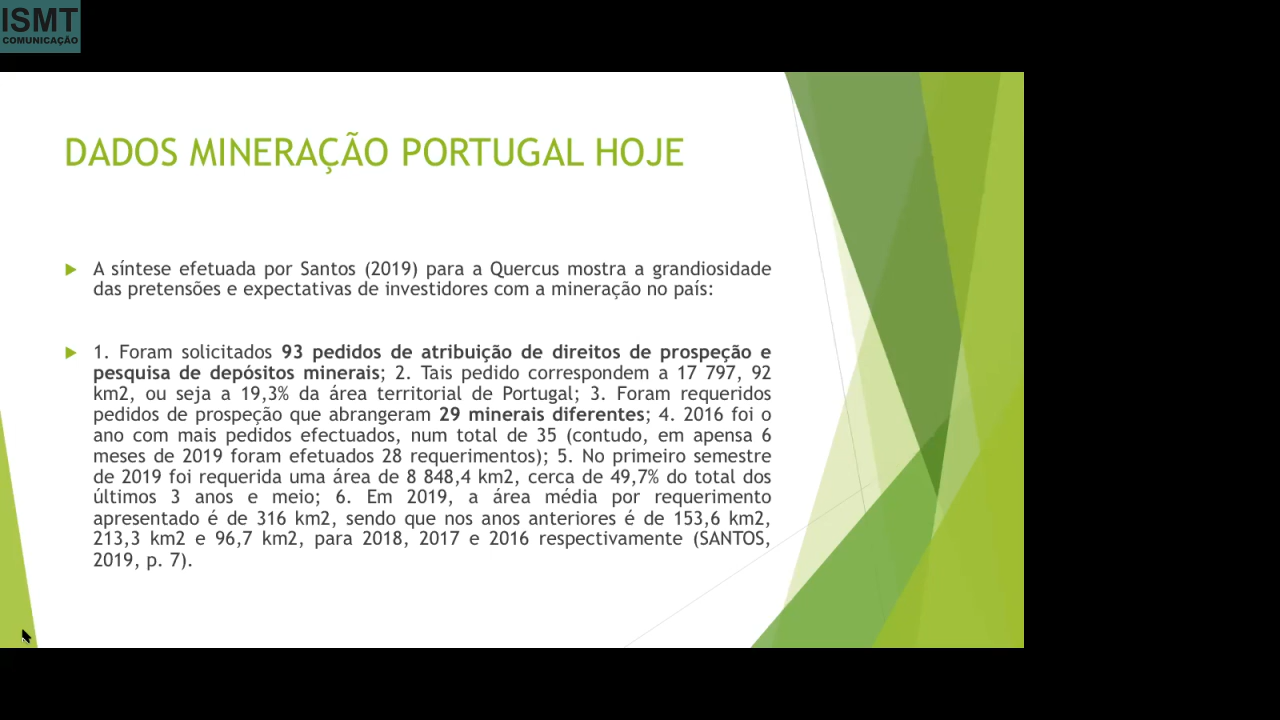 ISMT
COMUNICAÇÃO
DADOS MINERAÇÃO PORTUGAL HOJE
A síntese efetuada por Santos (2019) para a Quercus mostra a grandiosidade
das pretensões e expectativas de investidores com a mineração no país:
1. Foram solicitados 93 pedidos de atribuição de direitos de prospeção e
pesquisa de depósitos minerais; 2. Tais pedido correspondem a 17 797, 92
km2, ou seja a 19,3% da área territorial de Portugal; 3. Foram requeridos
pedidos de prospeção que abrangeram 29 minerais diferentes; 4. 2016 foi o
ano com mais pedidos efectuados, num total de 35 (contudo, em apensa 6
meses de 2019 foram efetuados 28 requerimentos); 5. No primeiro semestre
de 2019 foi requerida uma área de 8 848,4 km2, cerca de 49,7% do total dos
últimos 3 anos e meio; 6. Em 2019, a área média por requerimento
apresentado é de 316 km2, sendo que nos anos anteriores é de 153,6 km2,
213,3 km2 e 96,7 km2, para 2018, 2017 e 2016 respectivamente (SANTOS,
2019, p. 7).